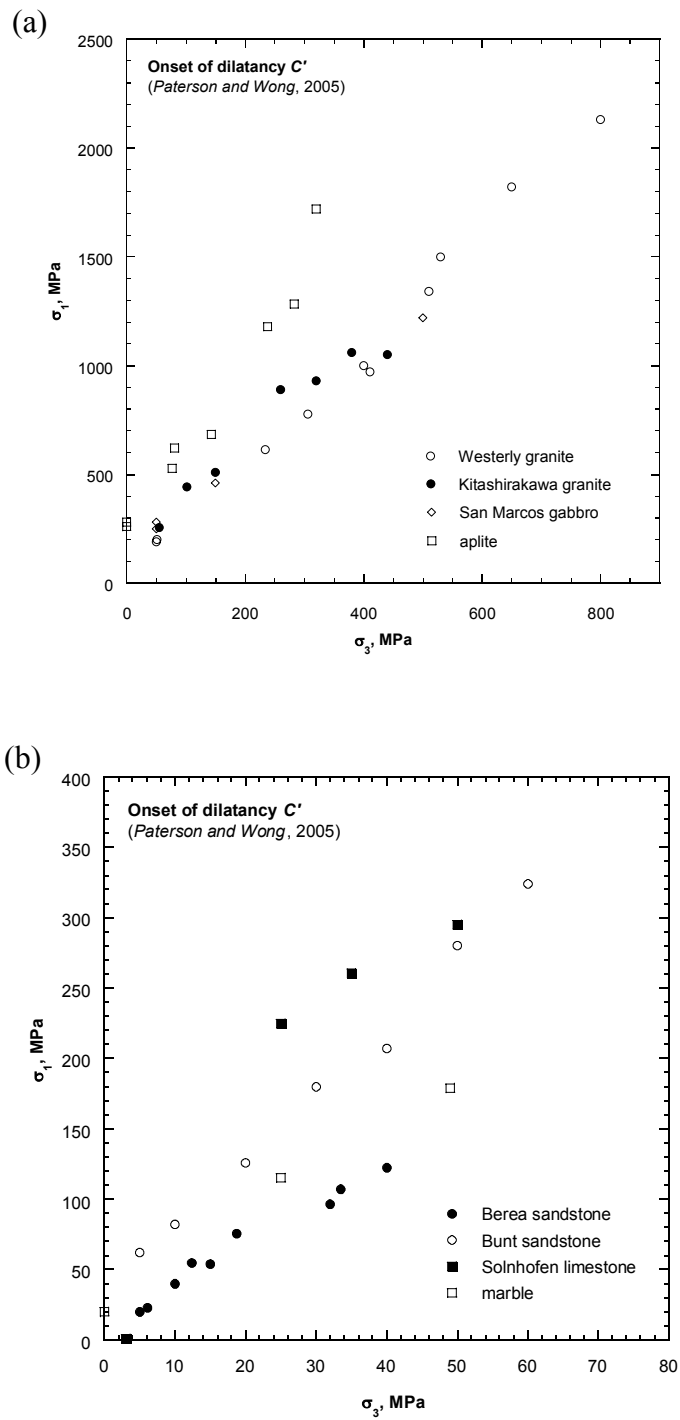 (a)
2500
Onset of dilatancy C'
(Paterson and Wong, 2005)
2000
1500
σ1, MPa
1000
Westerly granite
Kitashirakawa granite
500
San Marcos gabbro
aplite
0
0 200 400 600 800
σ3, MPa
(b)
400
Onset of dilatancy C'
(Paterson and Wong, 2005)
350
300
250
σ1, MPa
200
150
100
Berea sandstone
Bunt sandstone
50
Solnhofen limestone
marble
0
0 10 20 30 40 50 60 70 80
σ3, MPa